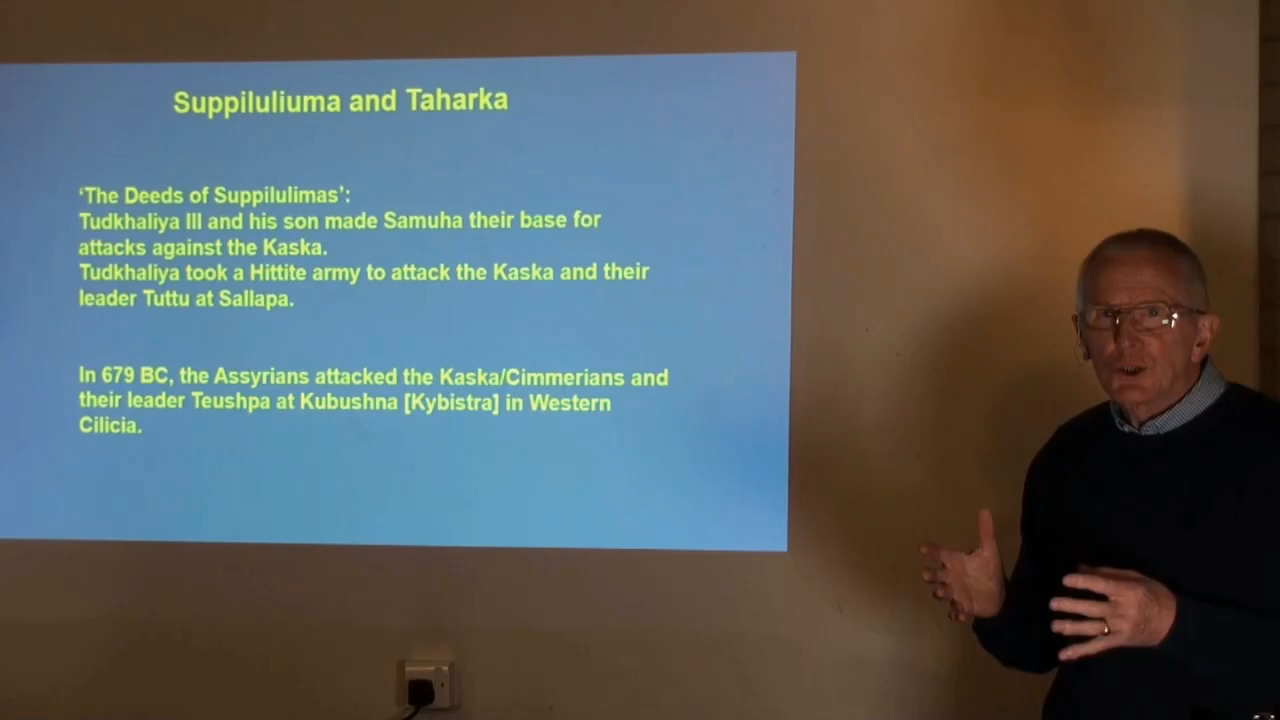 Suppiluliuma and Taharka
‘The Deeds of Suppilulimas’:
Tudkhaliya III and his son made Samuha their base for
attacks against the Kaska.
Tudkhaliya took a Hittite army to attack the Kaska and their
leader Tuttu at Sallapa.
In 679 BC, the Assyrians attacked the Kaska/Cimmerians and
their leader Teushpa at Kubushna [Kybistra] in Western
Cilicia.